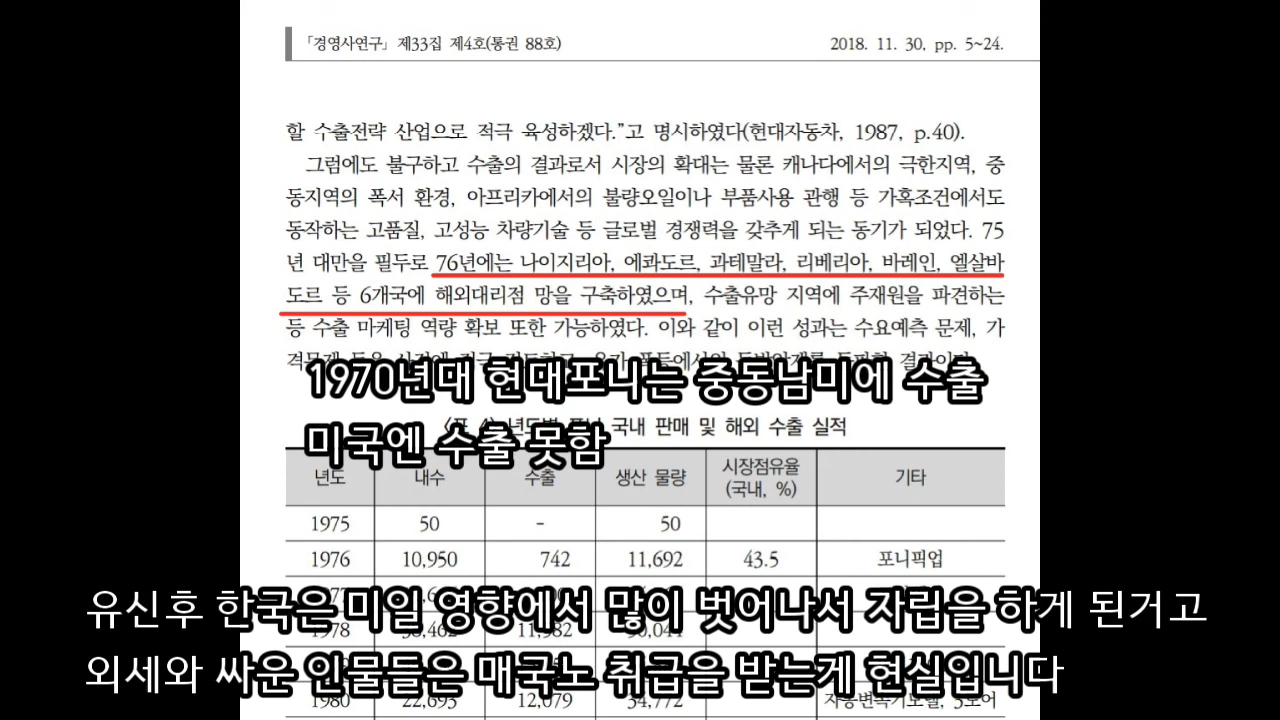 「경영사연구」 제33집 제4호(통권 88호) 2018. 11. 30, pp. 5~24.
할 수출전략 산업으로 적극 육성하겠다.”고 명시하였다(현대자동차, 1987, p.40).
그럼에도 불구하고 수출의 결과로서 시장의 확대는 물론 캐나다에서의 극한지역, 중
동지역의 폭서 환경, 아프리카에서의 불량오일이나 부품사용 관행 등 가혹조건에서도
동작하는 고품질, 고성능 차량기술 등 글로벌 경쟁력을 갖추게 되는 동기가 되었다. 75
년 대만을 필두로 76년에는 나이지리아, 에콰도르, 과테말라, 리베리아, 바레인, 엘살바
도르 등 6개국에 해외대리점 망을 구축하였으며, 수출유망 지역에 주재원을 파견하는
등 수출 마케팅 역량 확보 또한 가능하였다. 이와 같이 이런 성과는 수요예측 문제, 가
1970년대 현대포니는 중동남미에 수출
국내 판매 및 해외 수출 실적
미국엔 수출 못함
년도 내수 수출 생산 물량 시장점유율 (국내, %) 기타
1975 50 - 50
1976 10,950 742 11,692 43.5 포니픽업
유신후 한국은 미일 영향에서 많이 벗어나서 자립을 하게 된거고
외세와 싸운 인물들은 매국노 취급을 받는게 현실입니다
1980 22,693 12,079 34,772